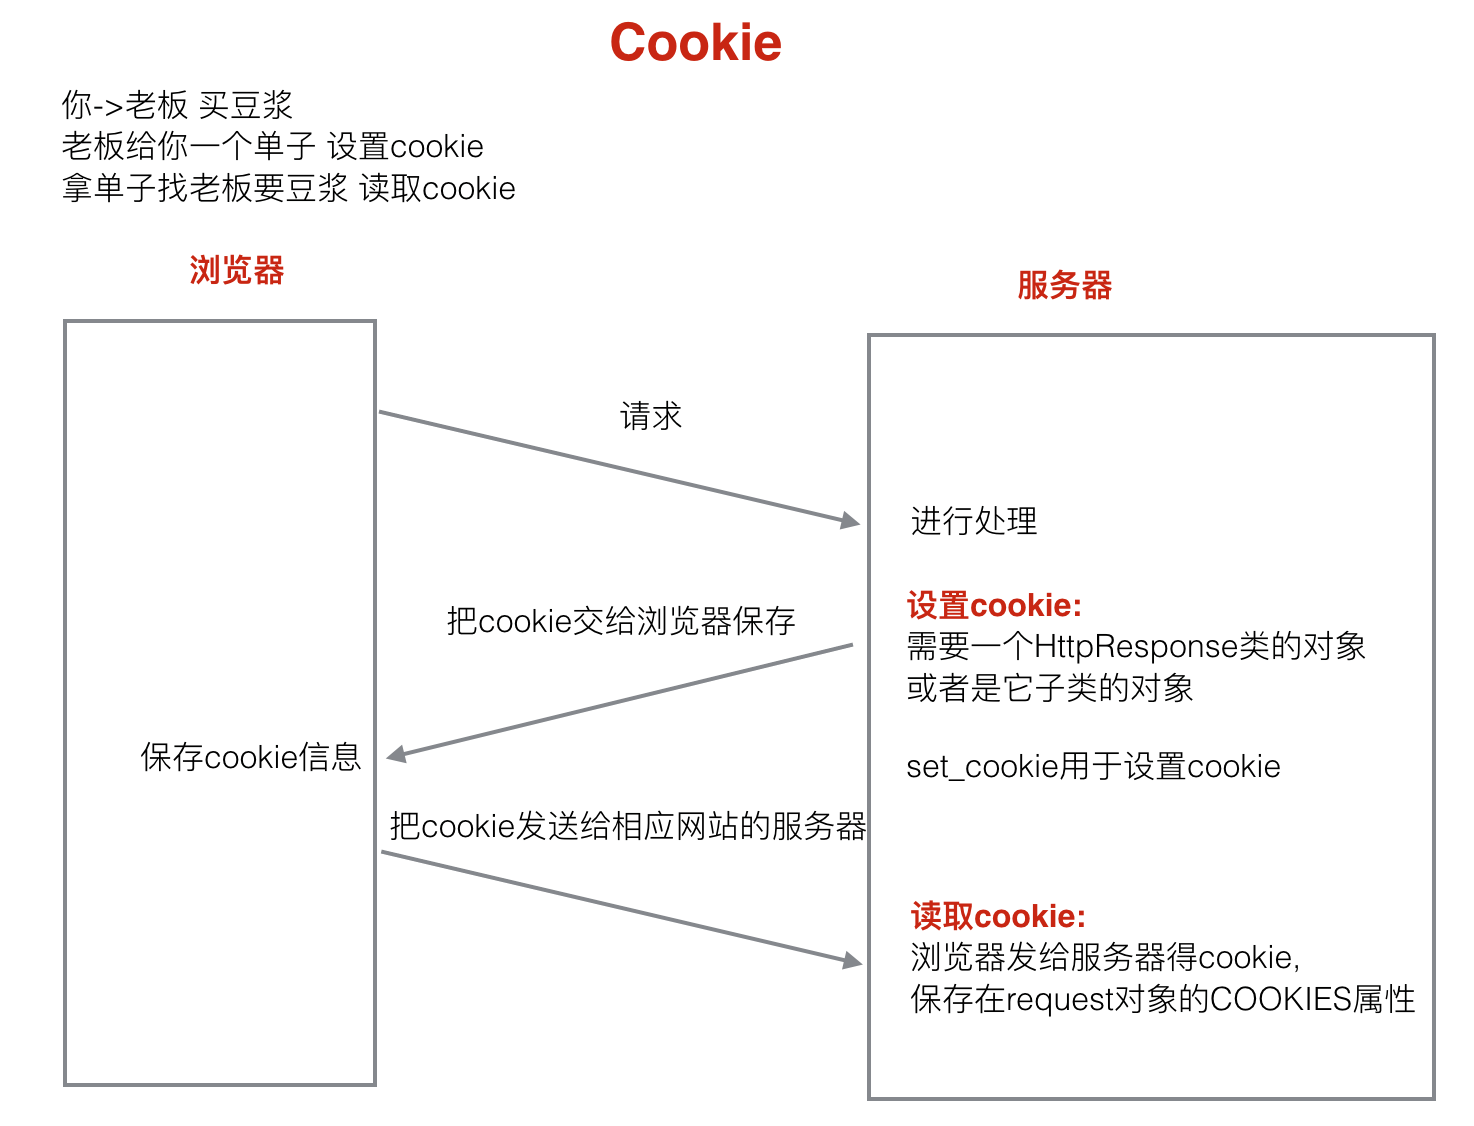 Cookie
你->老板 买豆浆
老板给你一个单子 设置cookie
拿单子找老板要豆浆 读取cookie
浏览器
服务器
请求
进行处理
设置cookie:
把cookie交给浏览器保存
需要一个HttpResponse类的对象
或者是它子类的对象
保存cookie信息
set_cookie用于设置cookie
把cookie发送给相应网站的服务器
读取cookie:
浏览器发给服务器得cookie,
保存在request对象的COOKIES属性